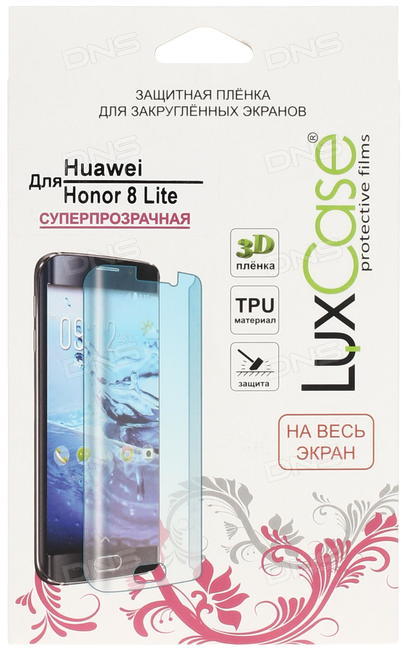 ЗАЩИТНАЯ ПЛЁНКА
ДЛЯ ЗАКРУГЛЁННЫХ ЭКРАНОВ
Для Huawei
Honor 8 Lite
СУПЕРПРОЗРАЧНАЯ
3D
плёнка
TPU
материал
защита
LuxCase®
protective films
НА ВЕСЬ
ЭКРАН
DNS